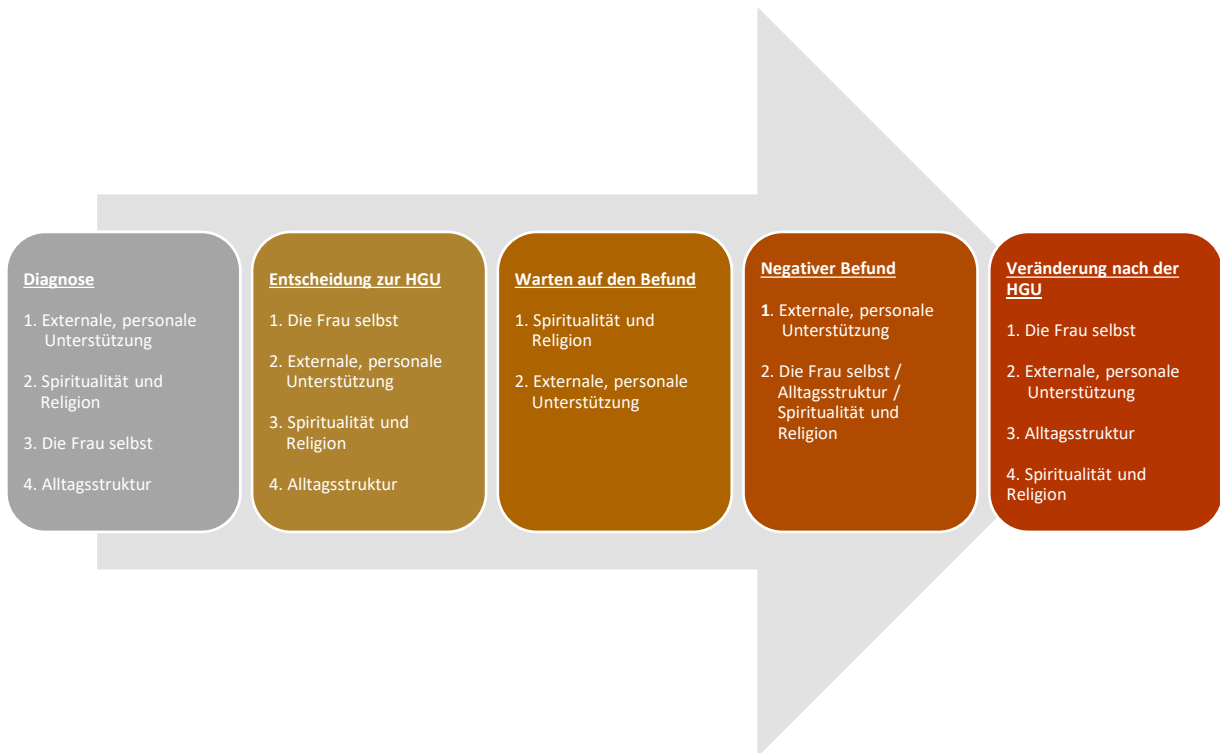 Diagnose
1. Externale, personale
Unterstützung
2. Spiritualität und
Religion
3. Die Frau selbst
4. Alltagsstruktur
Entscheidung zur HGU
1. Die Frau selbst
2. Externale, personale
Unterstützung
3. Spiritualität und
Religion
4. Alltagsstruktur
Warten auf den Befund
1. Spiritualität und
Religion
2. Externale, personale
Unterstützung
Negativer Befund
1. Externale, personale
Unterstützung
2. Die Frau selbst /
Alltagsstruktur /
Spiritualität und
Religion
Veränderung nach der
HGU
1. Die Frau selbst
2. Externale, personale
Unterstützung
3. Alltagsstruktur
4. Spiritualität und
Religion